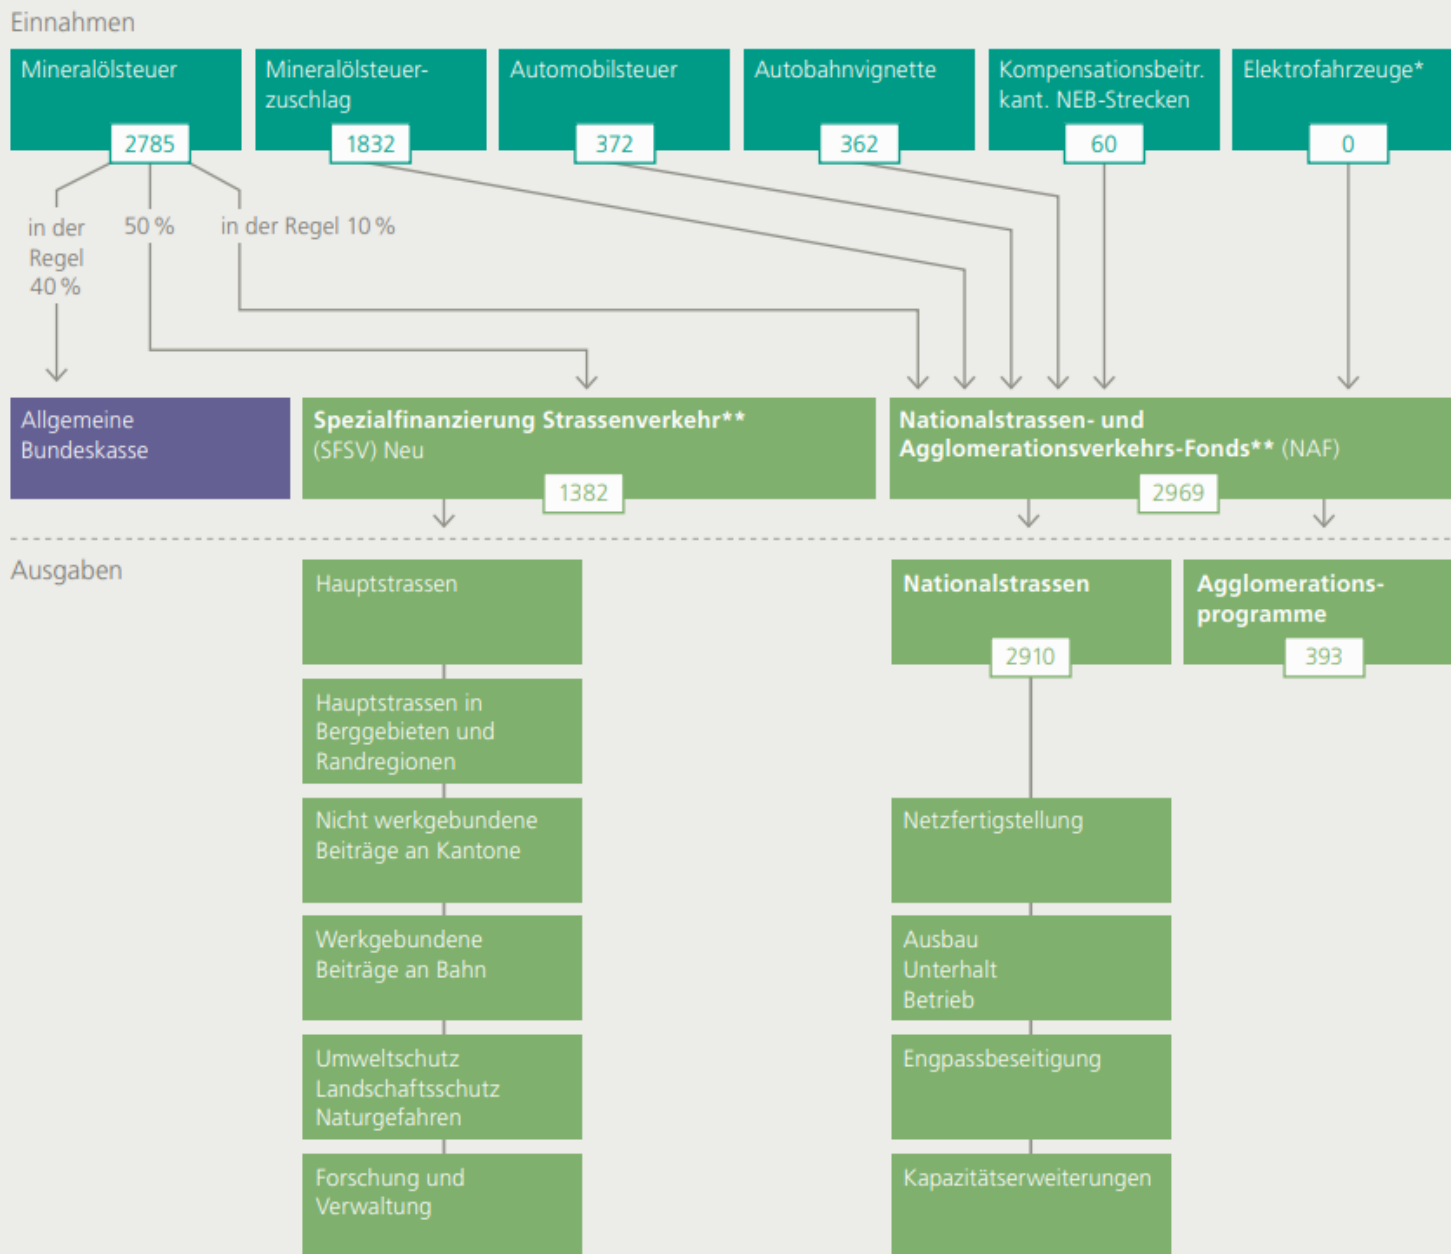 Einnahmen
Mineralölsteuer
2785
Mineralölsteuer-
zuschlag
1832
Automobilsteuer
372
Autobahnvignette
362
Kompensationsbeitr.
kant. NEB-Strecken
60
Elektrofahrzeuge*
0
in der
Regel
40 %
50 %
in der Regel 10 %
Allgemeine
Bundeskasse
Spezialfinanzierung Strassenverkehr**
(SFSV) Neu
1382
Nationalstrassen- und
Agglomerationsverkehrs-Fonds** (NAF)
2969
Ausgaben
Hauptstrassen
Hauptstrassen in
Berggebieten und
Randregionen
Nicht werkgebundene
Beiträge an Kantone
Werkgebundene
Beiträge an Bahn
Umweltschutz
Landschaftsschutz
Naturgefahren
Forschung und
Verwaltung
Nationalstrassen
2910
Netzfertigstellung
Ausbau
Unterhalt
Betrieb
Engpassbeseitigung
Kapazitätserweiterungen
Agglomerations-
programme
393